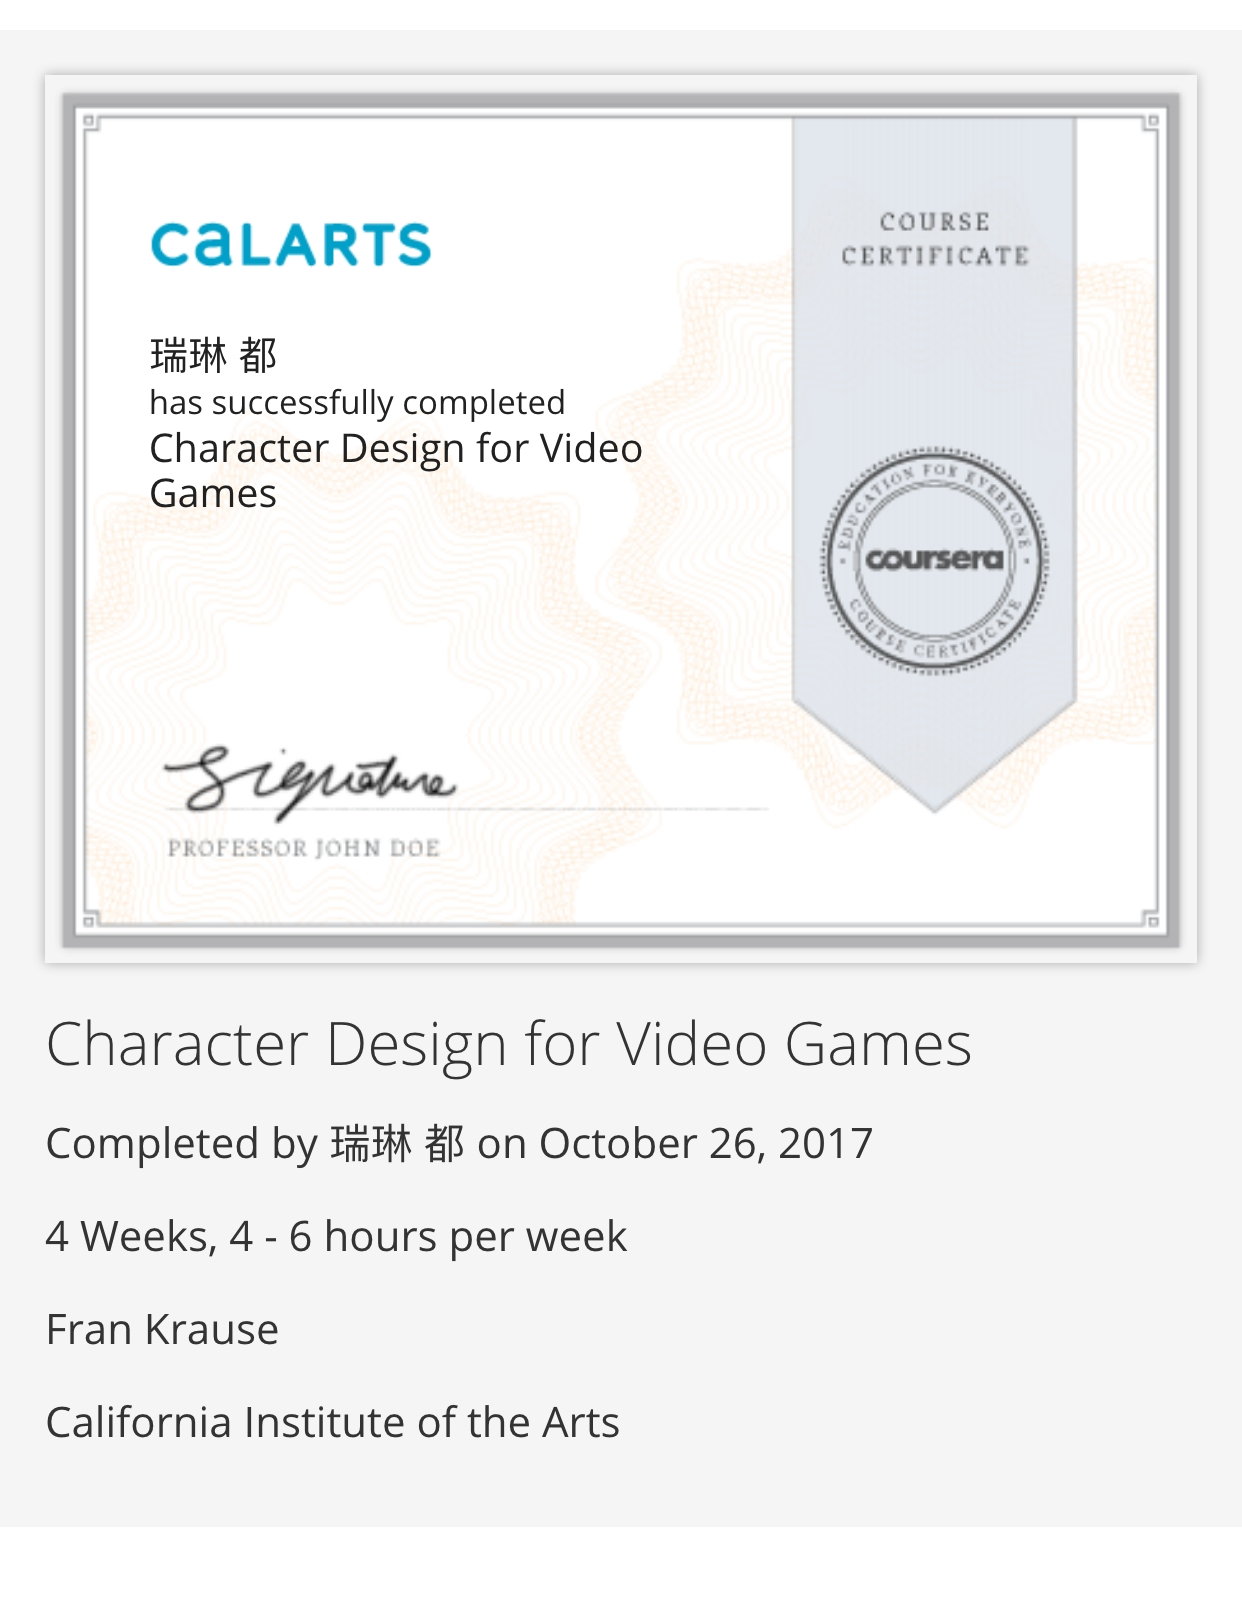 CALARTS
瑞琳 都
has successfully completed
Character Design for Video
Games
Signature
PROFESSOR JOHN DOE
COURSE
CERTIFICATE
EDUCATION FOR EVERYONE
coursera
COURSE CERTIFICATE
Character Design for Video Games
Completed by 瑞琳 都 on October 26, 2017
4 Weeks, 4 - 6 hours per week
Fran Krause
California Institute of the Arts